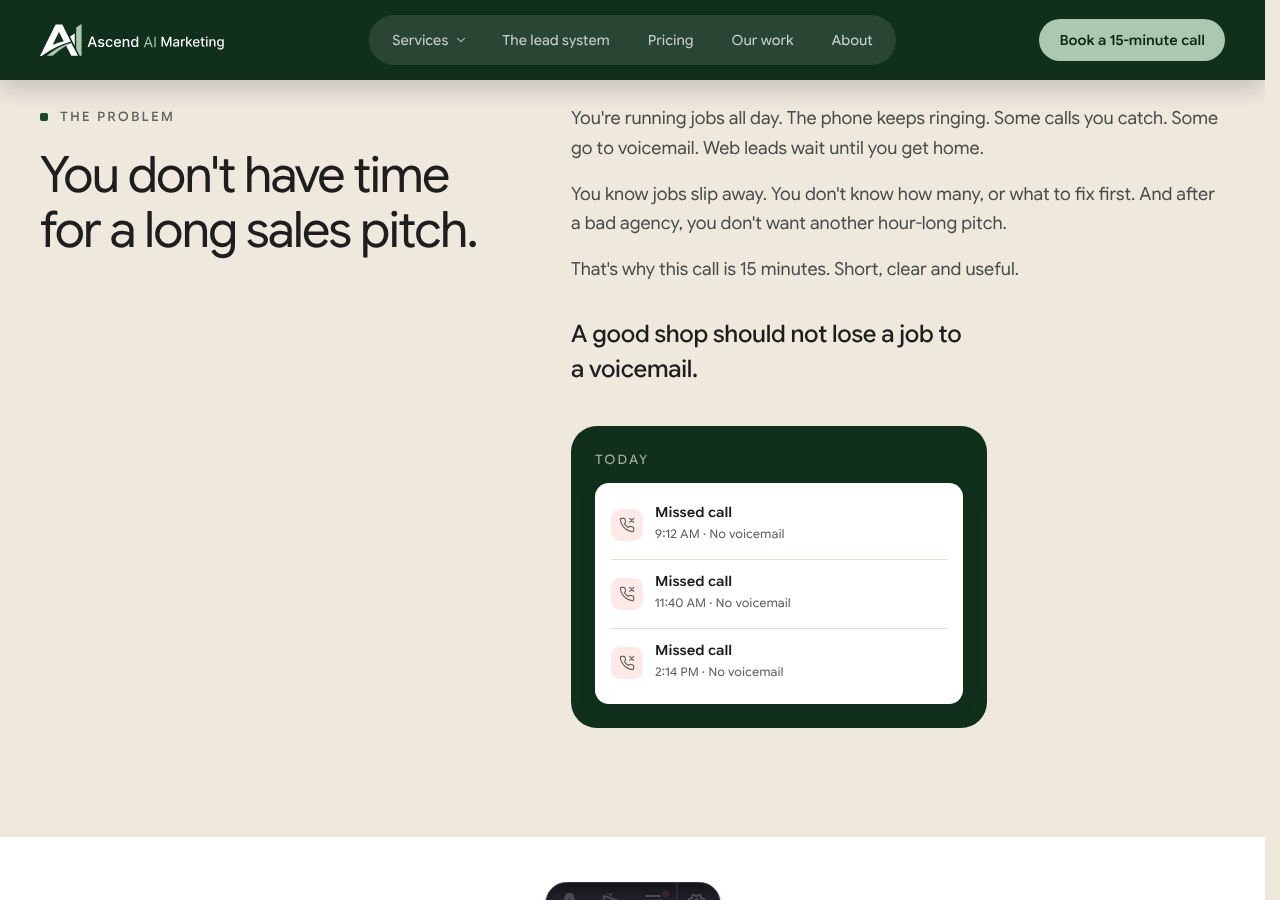 Ascend AI Marketing
Services
The lead system
Pricing
Our work
About
Book a 15-minute call
THE PROBLEM
You don't have time
for a long sales pitch.
You're running jobs all day. The phone keeps ringing. Some calls you catch. Some
go to voicemail. Web leads wait until you get home.
You know jobs slip away. You don't know how many, or what to fix first. And after
a bad agency, you don't want another hour-long pitch.
That's why this call is 15 minutes. Short, clear and useful.
A good shop should not lose a job to
a voicemail.
TODAY
Missed call
9:12 AM · No voicemail
Missed call
11:40 AM · No voicemail
Missed call
2:14 PM · No voicemail